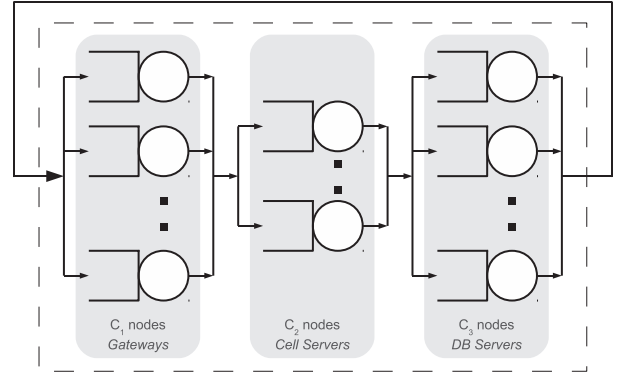 C₁ nodes
Gateways
C₂ nodes
Cell Servers
C₃ nodes
DB Servers